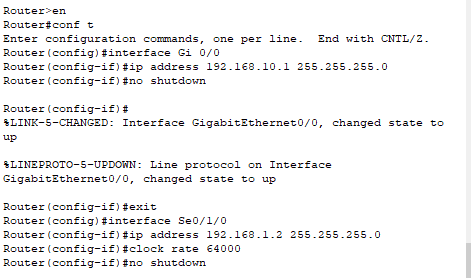 Router>en
Router#conf t
Enter configuration commands, one per line.  End with CNTL/Z.
Router(config)#interface Gi 0/0
Router(config-if)#ip address 192.168.10.1 255.255.255.0
Router(config-if)#no shutdown
Router(config-if)#
%LINK-5-CHANGED: Interface GigabitEthernet0/0, changed state to
up
%LINEPROTO-5-UPDOWN: Line protocol on Interface
GigabitEthernet0/0, changed state to up
Router(config-if)#exit
Router(config)#interface Se0/1/0
Router(config-if)#ip address 192.168.1.2 255.255.255.0
Router(config-if)#clock rate 64000
Router(config-if)#no shutdown